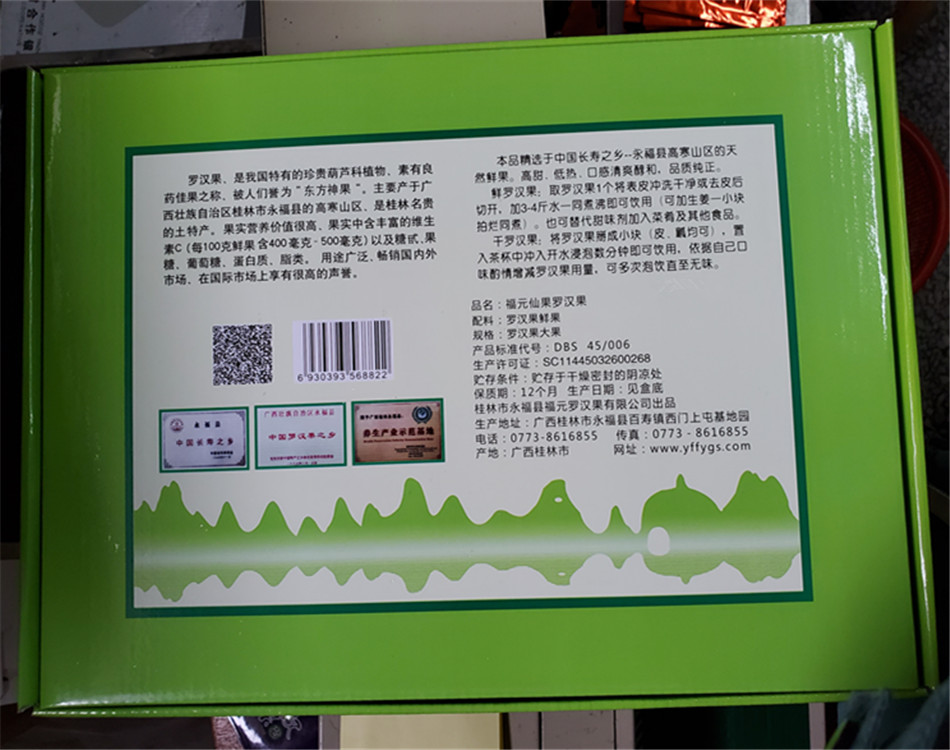 罗汉果、是我国特有的珍贵葫芦科植物、素有良
药佳果之称、被人们誉为“东方神果”。主要产于广
西壮族自治区桂林市永福县的高寒山区、是桂林名贵
的土特产。果实营养价值很高、果实中含丰富的维生
素C（每100克鲜果含400毫克-500毫克)以及糖甙.果
糖、葡萄糖、蛋白质、脂类。 用途广泛、畅销国内外
市场、在国际市场上享有很高的声誉。
6 930393 568822
永福县
中国长寿之乡
广西壮族自治区永福县
中国罗汉果之乡
养生产业示范基地
本品精选于中国长寿之乡--永福县高寒山区的天
然鲜果。高甜、低热、口感清爽醇和，品质纯正。
鲜罗汉果：取罗汉果1个将表皮冲洗干净或去皮后
切开，加3-4斤水一同煮沸即可饮用（可加生姜一小块
拍烂同煮）。也可替代甜味剂加入菜肴及其他食品。
干罗汉果：将罗汉果掰成小块（皮、瓤均可），置
入茶杯中冲入开水浸泡数分钟即可饮用，依据自己口
味酌情增减罗汉果用量，可多次泡饮直至无味。
品名：福元仙果罗汉果
配料：罗汉果鲜果
规格：罗汉果大果
产品标准代号：DBS 45/006
生产许可证：SC11445032600268
贮存条件：贮存于干燥密封的阴凉处
保质期：12个月 生产日期：见盒底
桂林市永福县福元罗汉果有限公司出品
生产地址：广西桂林市永福县百寿镇西门上屯基地园
电话：0773-8616855 传真：0773 - 8616855
产地：广西桂林市 网址：www.yffygs.com